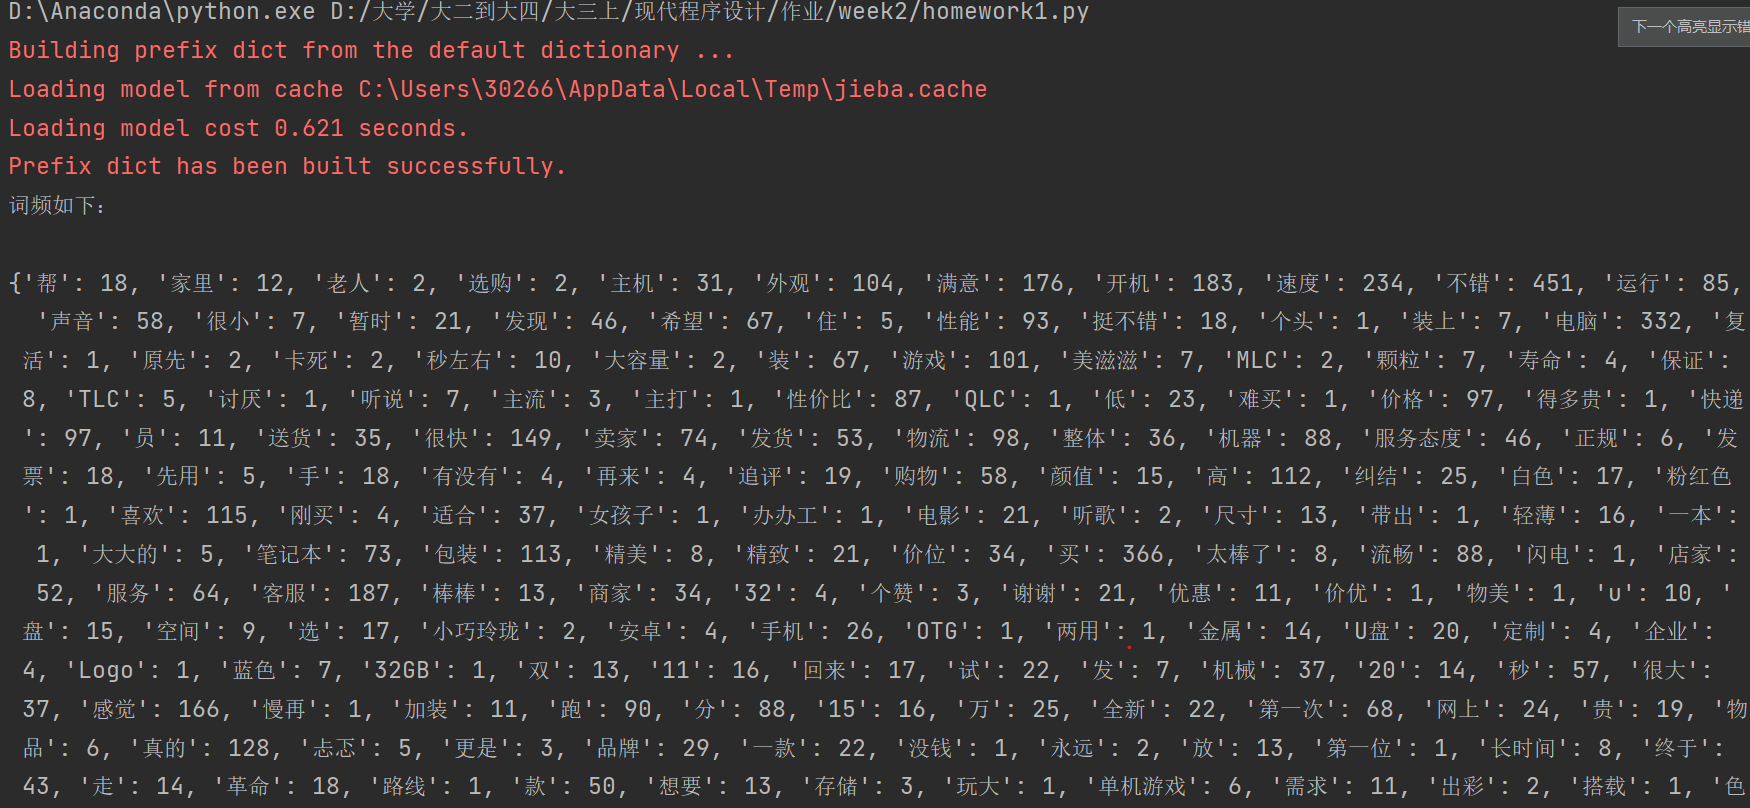 D:\Anaconda\python.exe D:/大学/大二到大四/大三上/现代程序设计/作业/week2/homework1.py
下一个高亮显示错
Building prefix dict from the default dictionary ...
Loading model from cache C:\Users\30266\AppData\Local\Temp\jieba.cache
Loading model cost 0.621 seconds.
Prefix dict has been built successfully.
词频如下：
{'帮': 18, '家里': 12, '老人': 2, '选购': 2, '主机': 31, '外观': 104, '满意': 176, '开机': 183, '速度': 234, '不错': 451, '运行': 85,
'声音': 58, '很小': 7, '暂时': 21, '发现': 46, '希望': 67, '住': 5, '性能': 93, '挺不错': 18, '个头': 1, '装上': 7, '电脑': 332, '复
活': 1, '原先': 2, '卡死': 2, '秒左右': 10, '大容量': 2, '装': 67, '游戏': 101, '美滋滋': 7, 'MLC': 2, '颗粒': 7, '寿命': 4, '保证':
8, 'TLC': 5, '讨厌': 1, '听说': 7, '主流': 3, '主打': 1, '性价比': 87, 'QLC': 1, '低': 23, '难买': 1, '价格': 97, '得多贵': 1, '快递
': 97, '员': 11, '送货': 35, '很快': 149, '卖家': 74, '发货': 53, '物流': 98, '整体': 36, '机器': 88, '服务态度': 46, '正规': 6, '发
票': 18, '先用': 5, '手': 18, '有没有': 4, '再来': 4, '追评': 19, '购物': 58, '颜值': 15, '高': 112, '纠结': 25, '白色': 17, '粉红色
': 1, '喜欢': 115, '刚买': 4, '适合': 37, '女孩子': 1, '办办工': 1, '电影': 21, '听歌': 2, '尺寸': 13, '带出': 1, '轻薄': 16, '一本':
1, '大大的': 5, '笔记本': 73, '包装': 113, '精美': 8, '精致': 21, '价位': 34, '买': 366, '太棒了': 8, '流畅': 88, '闪电': 1, '店家':
52, '服务': 64, '客服': 187, '棒棒': 13, '商家': 34, '32': 4, '个赞': 3, '谢谢': 21, '优惠': 11, '价优': 1, '物美': 1, 'u': 10, '
盘': 15, '空间': 9, '选': 17, '小巧玲珑': 2, '安卓': 4, '手机': 26, 'OTG': 1, '两用': 1, '金属': 14, 'U盘': 20, '定制': 4, '企业':
4, 'Logo': 1, '蓝色': 7, '32GB': 1, '双': 13, '11': 16, '回来': 17, '试': 22, '发': 7, '机械': 37, '20': 14, '秒': 57, '很大':
37, '感觉': 166, '慢再': 1, '加装': 11, '跑': 90, '分': 88, '15': 16, '万': 25, '全新': 22, '第一次': 68, '网上': 24, '贵': 19, '物
品': 6, '真的': 128, '忐忑': 5, '更是': 3, '品牌': 29, '一款': 22, '没钱': 1, '永远': 2, '放': 13, '第一位': 1, '长时间': 8, '终于':
43, '走': 14, '革命': 18, '路线': 1, '款': 50, '想要': 13, '存储': 3, '玩大': 1, '单机游戏': 6, '需求': 11, '出彩': 2, '搭载': 1, '色